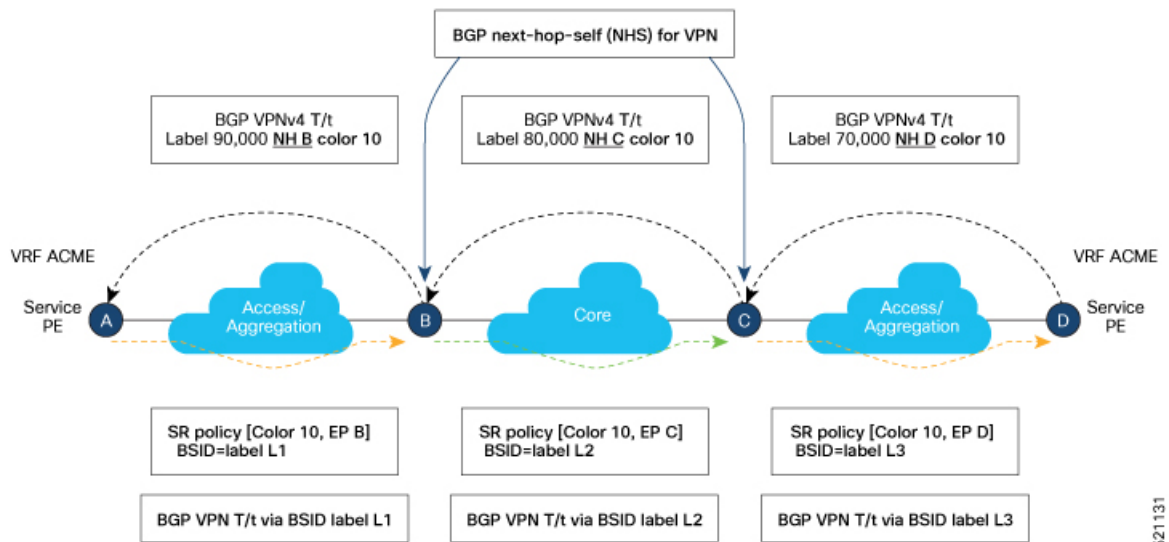 BGP next-hop-self (NHS) for VPN
BGP VPNv4 T/t
Label 90,000 NH B color 10
BGP VPNv4 T/t
Label 80,000 NH C color 10
BGP VPNv4 T/t
Label 70,000 NH D color 10
VRF ACME
VRF ACME
Service
PE
A
Access/
Aggregation
B
Core
C
Access/
Aggregation
D
Service
PE
SR policy [Color 10, EP B]
BSID=label L1
SR policy [Color 10, EP C]
BSID=label L2
SR policy [Color 10, EP D]
BSID=label L3
BGP VPN T/t via BSID label L1
BGP VPN T/t via BSID label L2
BGP VPN T/t via BSID label L3